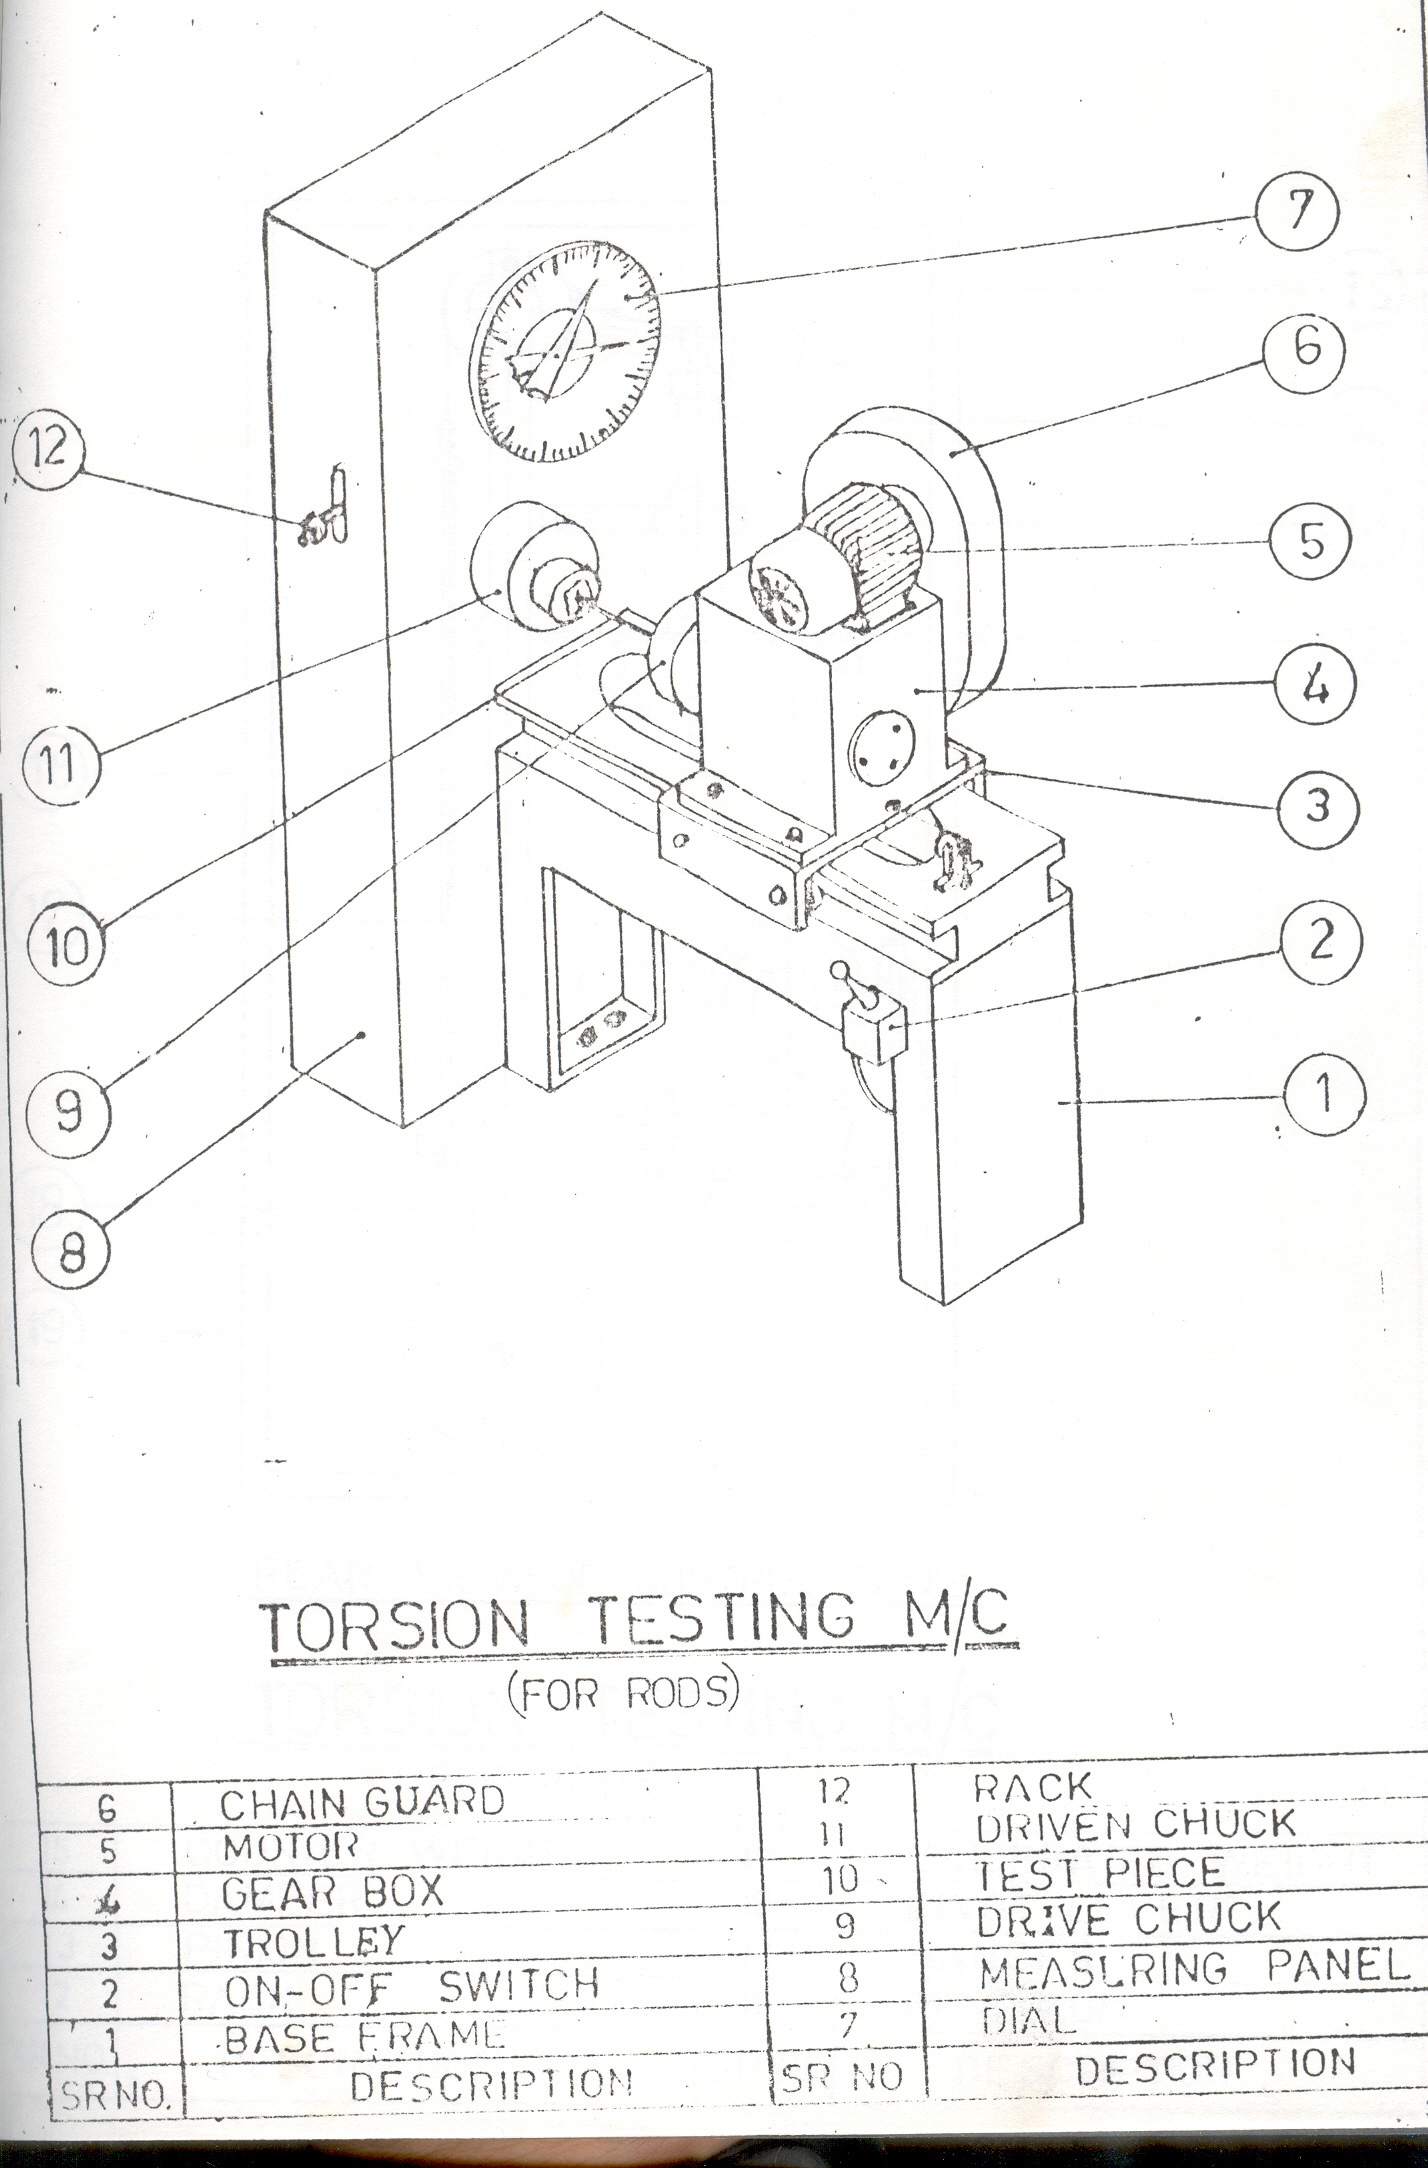 7
6
12
5
4
11
3
10
2
9
1
8
TORSION TESTING M/C
(FOR RODS)
6 CHAIN GUARD 12 RACK
5 MOTOR 11 DRIVEN CHUCK
4 GEAR BOX 10 TEST PIECE
3 TROLLEY 9 DRIVE CHUCK
2 ON-OFF SWITCH 8 MEASURING PANEL
1 BASE FRAME 7 DIAL
SR NO. DESCRIPTION SR NO DESCRIPTION